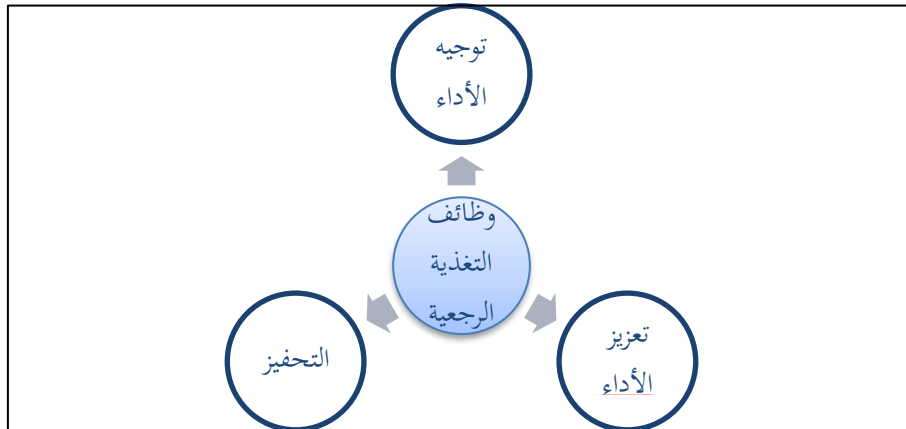 توجيه
الأداء
وظائف
التغذية
الرجعية
تعزيز
الأداء
التحفيز